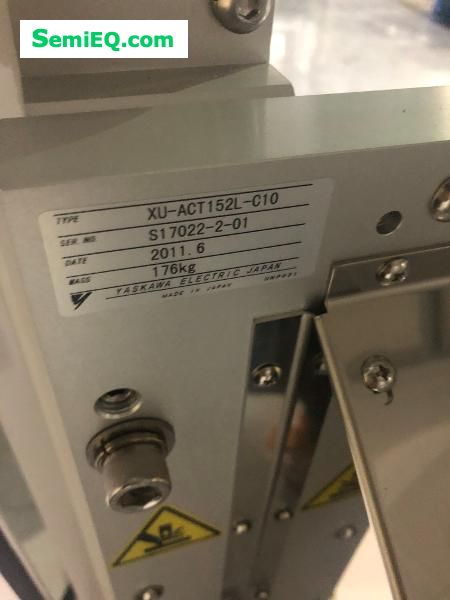 SemiEQ.com
TYPE XU-ACT152L-C10
SER. NO. S17022-2-01
DATE 2011. 6
MASS 176kg
YASKAWA ELECTRIC JAPAN
MADE IN JAPAN